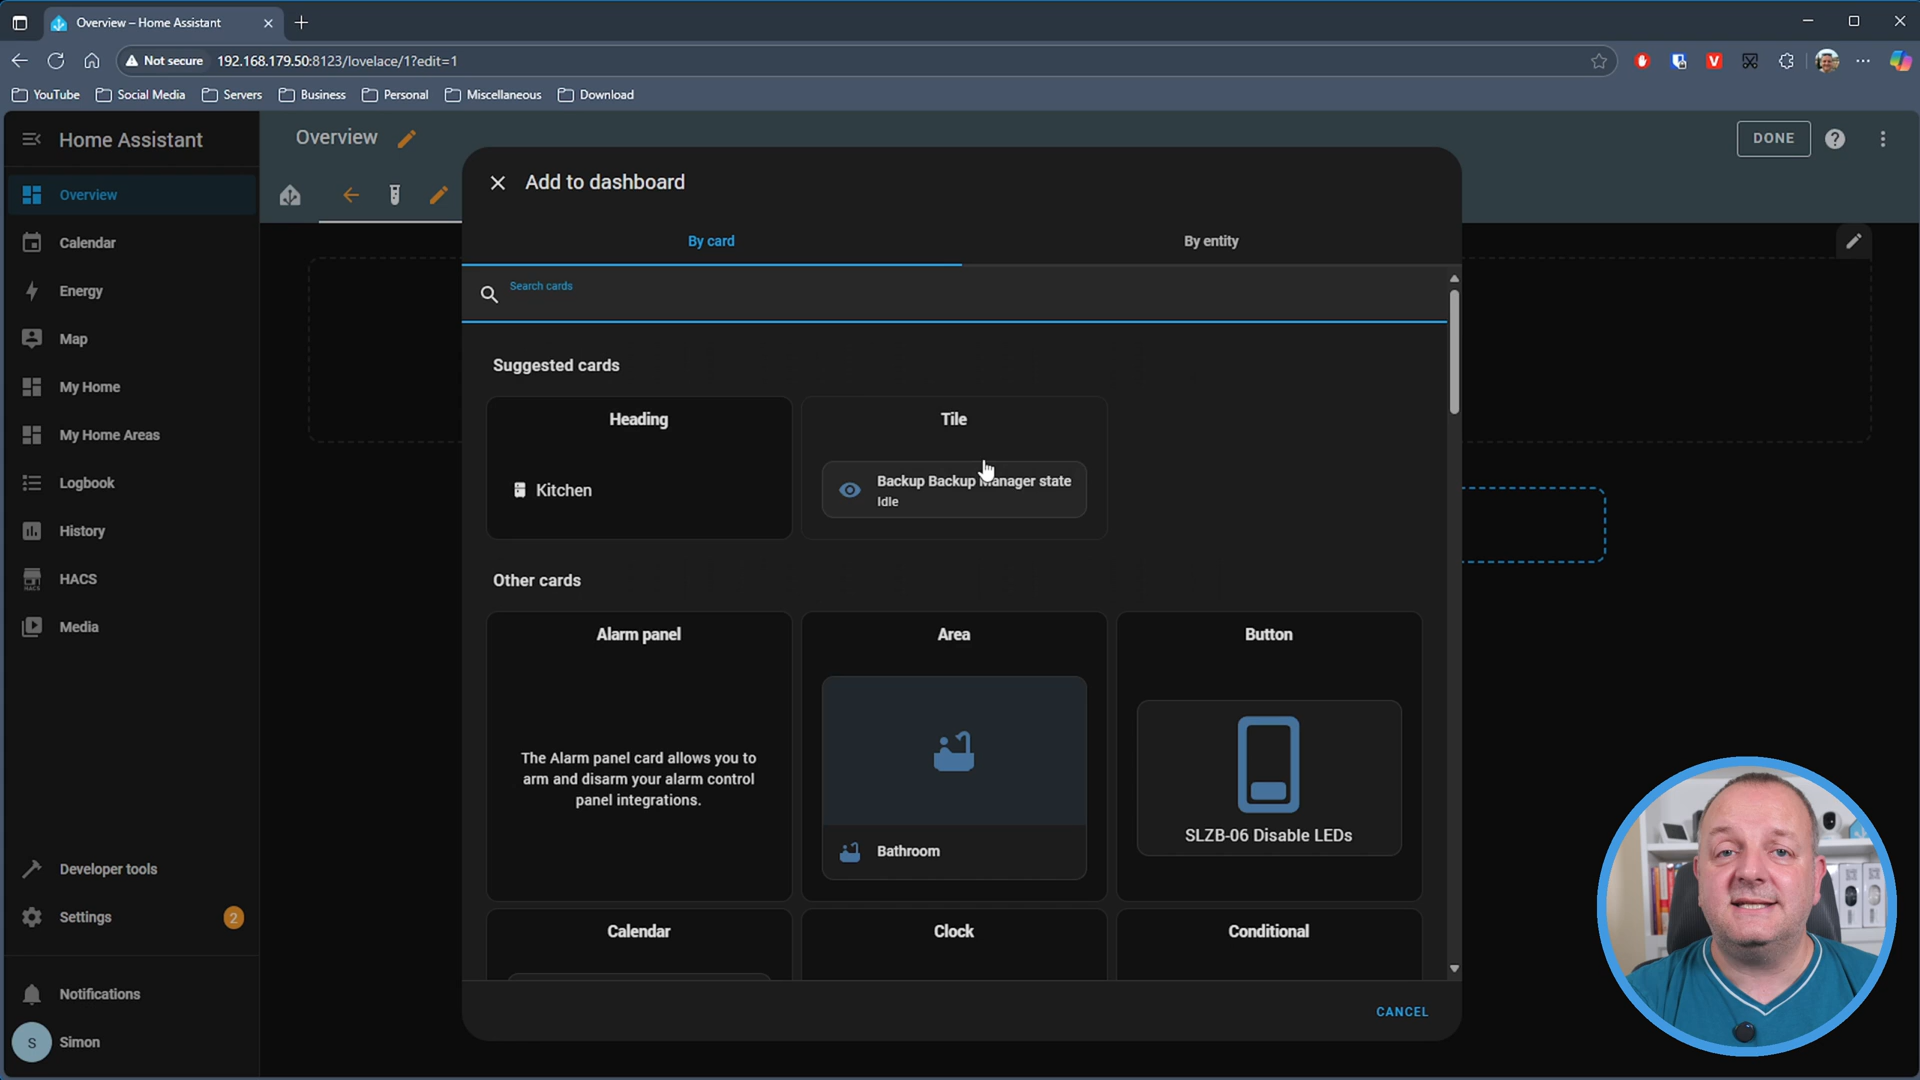 Overview – Home Assistant
Not secure 192.168.179.50:8123/lovelace/1?edit=1
YouTube Social Media Servers Business Personal Miscellaneous Download
Home Assistant
Overview
DONE
Overview
Calendar
Energy
Map
My Home
My Home Areas
Logbook
History
HACS
HACS
Media
Developer tools
Settings 2
Notifications
S Simon
Add to dashboard
By card By entity
Search cards
Suggested cards
Heading
Kitchen
Tile
Backup Backup Manager state
Idle
Other cards
Alarm panel
The Alarm panel card allows you to
arm and disarm your alarm control
panel integrations.
Area
Bathroom
Button
SLZB-06 Disable LEDs
Calendar
Clock
Conditional
CANCEL